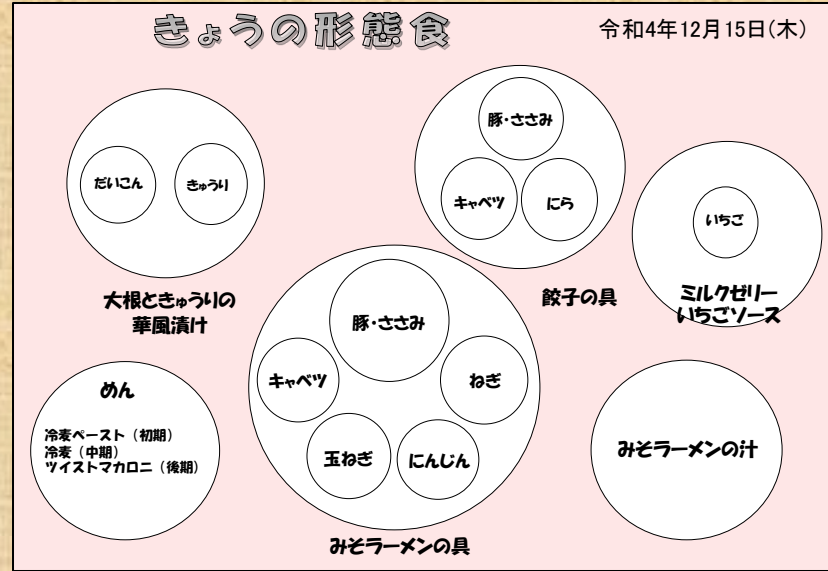 きょうの形態食
令和4年12月15日(木)
だいこん
きゅうり
大根ときゅうりの
華風漬け
豚・ささみ
キャベツ
にら
餃子の具
いちご
ミルクゼリー
いちごソース
めん
冷麦ペースト（初期）
冷麦（中期）
ツイストマカロニ（後期）
豚・ささみ
キャベツ
ねぎ
玉ねぎ
にんじん
みそラーメンの具
みそラーメンの汁